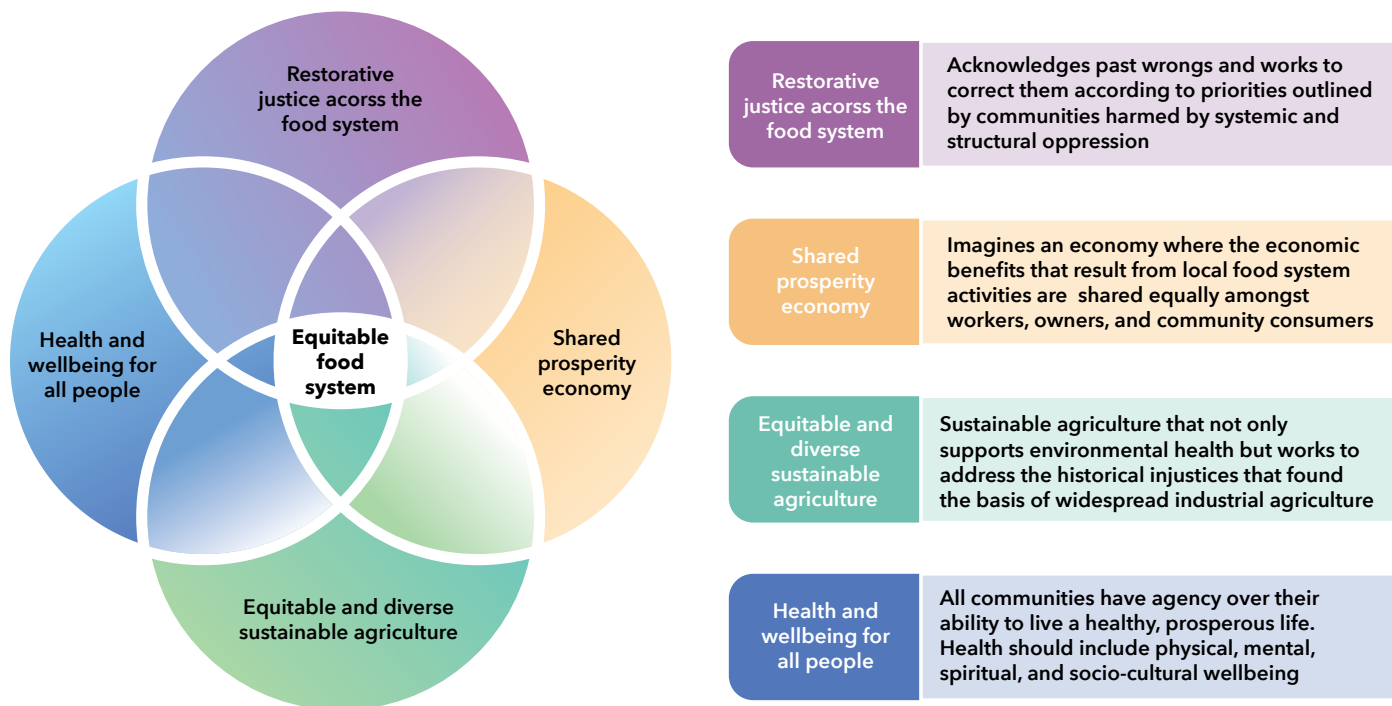 Restorative
justice acorss the
food system
Health and
wellbeing for
all people
Equitable
food
system
Shared
prosperity
economy
Equitable and diverse
sustainable agriculture
Restorative
justice acorss the
food system
Acknowledges past wrongs and works to
correct them according to priorities outlined
by communities harmed by systemic and
structural oppression
Shared
prosperity
economy
Imagines an economy where the economic
benefits that result from local food system
activities are shared equally amongst
workers, owners, and community consumers
Equitable and
diverse
sustainable
agriculture
Sustainable agriculture that not only
supports environmental health but works to
address the historical injustices that found
the basis of widespread industrial agriculture
Health and
wellbeing for
all people
All communities have agency over their
ability to live a healthy, prosperous life.
Health should include physical, mental,
spiritual, and socio-cultural wellbeing